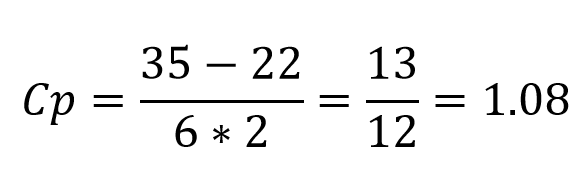 Cp = (35 − 22) / (6 * 2) = 13 / 12 = 1.08